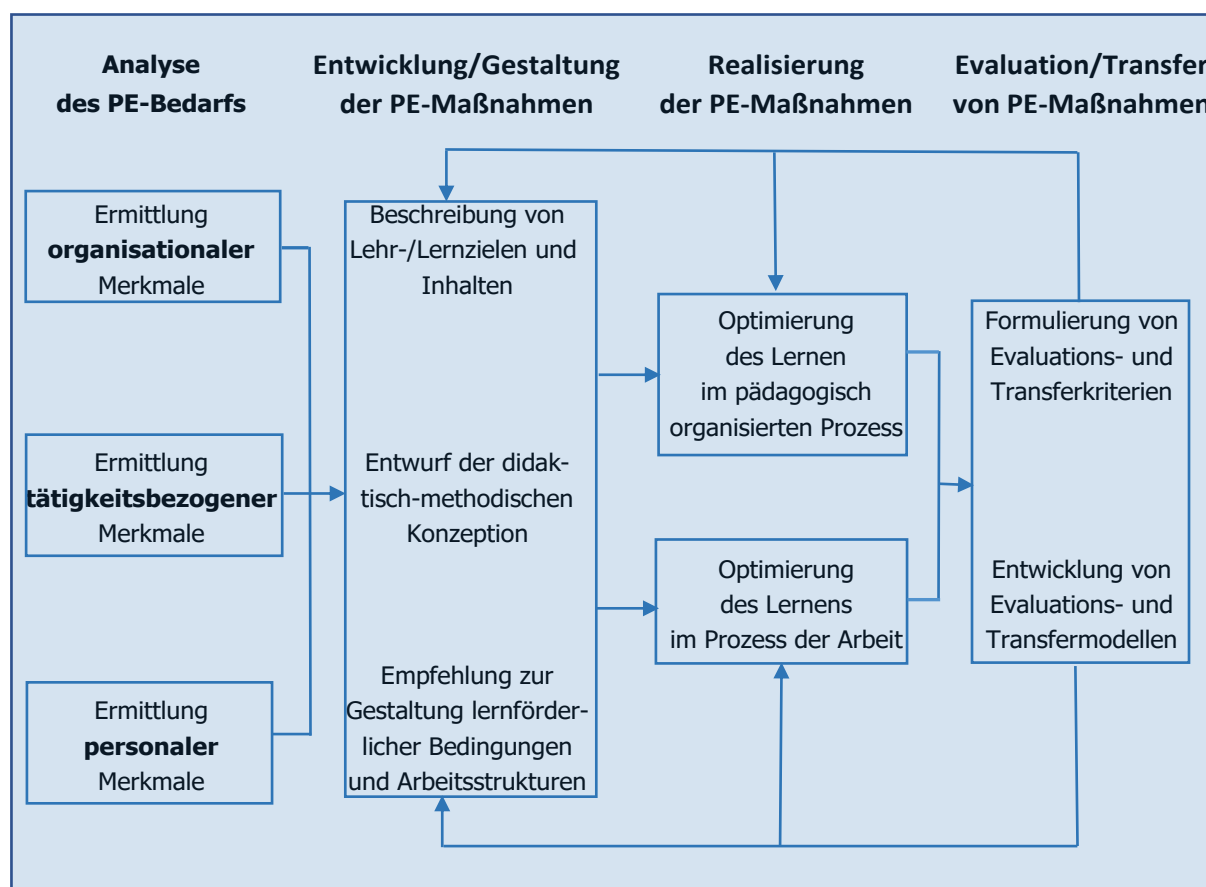 Analyse
des PE-Bedarfs
Entwicklung/Gestaltung
der PE-Maßnahmen
Realisierung
der PE-Maßnahmen
Evaluation/Transfer
von PE-Maßnahmen
Ermittlung
organisationaler
Merkmale
Ermittlung
tätigkeitsbezogener
Merkmale
Ermittlung
personaler
Merkmale
Beschreibung von
Lehr-/Lernzielen und
Inhalten
Entwurf der didak-
tisch-methodischen
Konzeption
Empfehlung zur
Gestaltung lernförder-
licher Bedingungen
und Arbeitsstrukturen
Optimierung
des Lernen
im pädagogisch
organisierten Prozess
Optimierung
des Lernens
im Prozess der Arbeit
Formulierung von
Evaluations- und
Transferkriterien
Entwicklung von
Evaluations- und
Transfermodellen